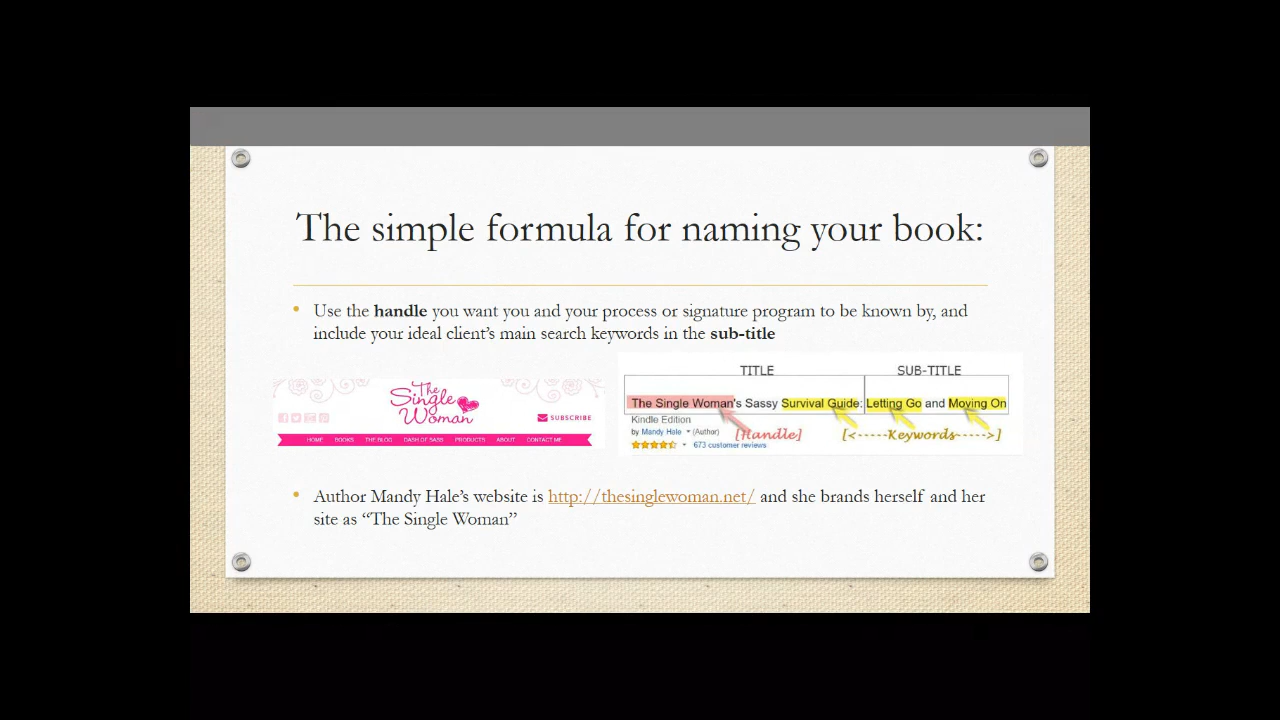 The simple formula for naming your book:
• Use the handle you want you and your process or signature program to be known by, and
include your ideal client's main search keywords in the sub-title
The
Single
Woman
SUBSCRIBE
HOME BOOKS THE BLOG DASH OF SASS PRODUCTS ABOUT CONTACT ME
TITLE SUB-TITLE
The Single Woman's Sassy Survival Guide: Letting Go and Moving On
Kindle Edition
by Mandy Hale (Author)
[Handle] [<-----Keywords----->]
673 customer reviews
• Author Mandy Hale's website is http://thesinglewoman.net/ and she brands herself and her
site as “The Single Woman”